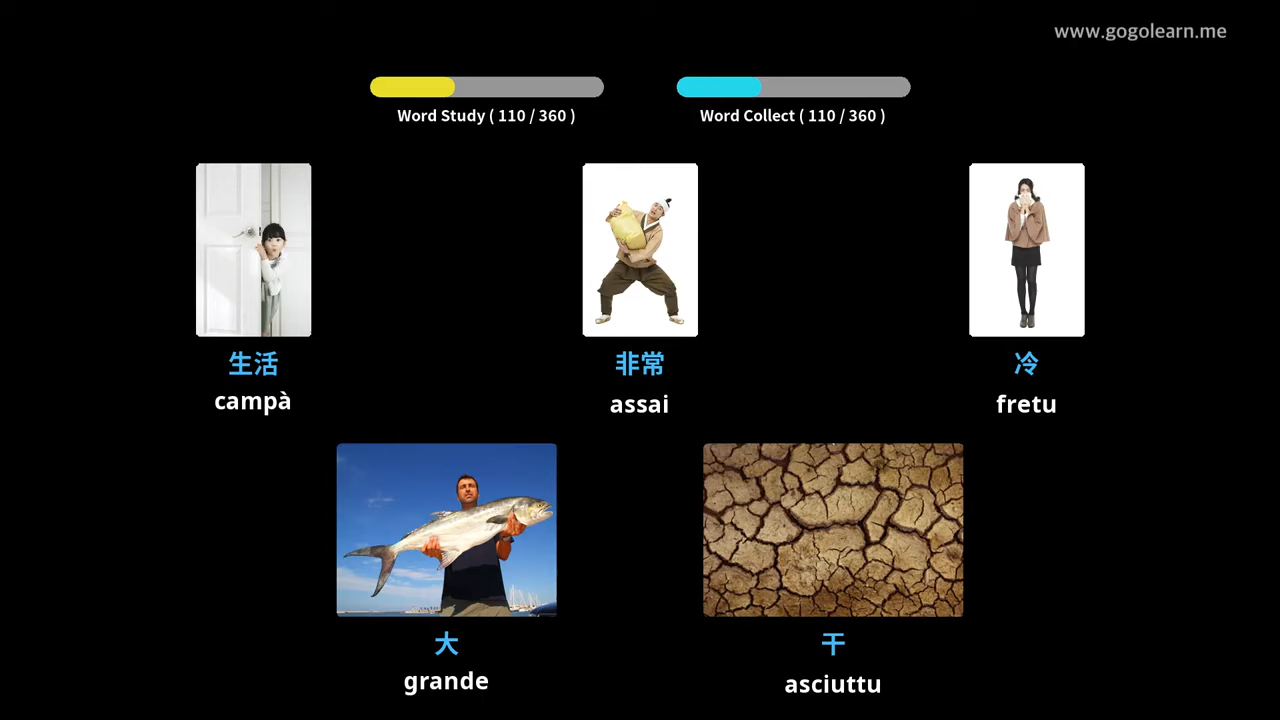 www.gogolearn.me
Word Study ( 110 / 360 )
Word Collect ( 110 / 360 )
生活
campà
非常
assai
冷
fretu
大
grande
干
asciuttu